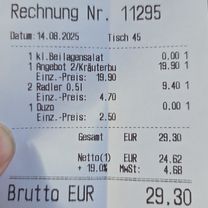 Rechnung Nr. 11295
Datum: 14.08.2025 Tisch 45
1 kl.Beilagensalat 0.00 1
1 Angebot 2/Kräuterbu 19.90 1
Einz.-Preis: 19.90
2 Radler 0.5l 9.40 1
Einz.-Preis: 4.70
1 Ouzo 0.00 1
Einz.-Preis: 2.50
Gesamt EUR 29.30
Netto(1) EUR 24.62
+ 19.0% MwSt: 4.68
Brutto EUR 29,30